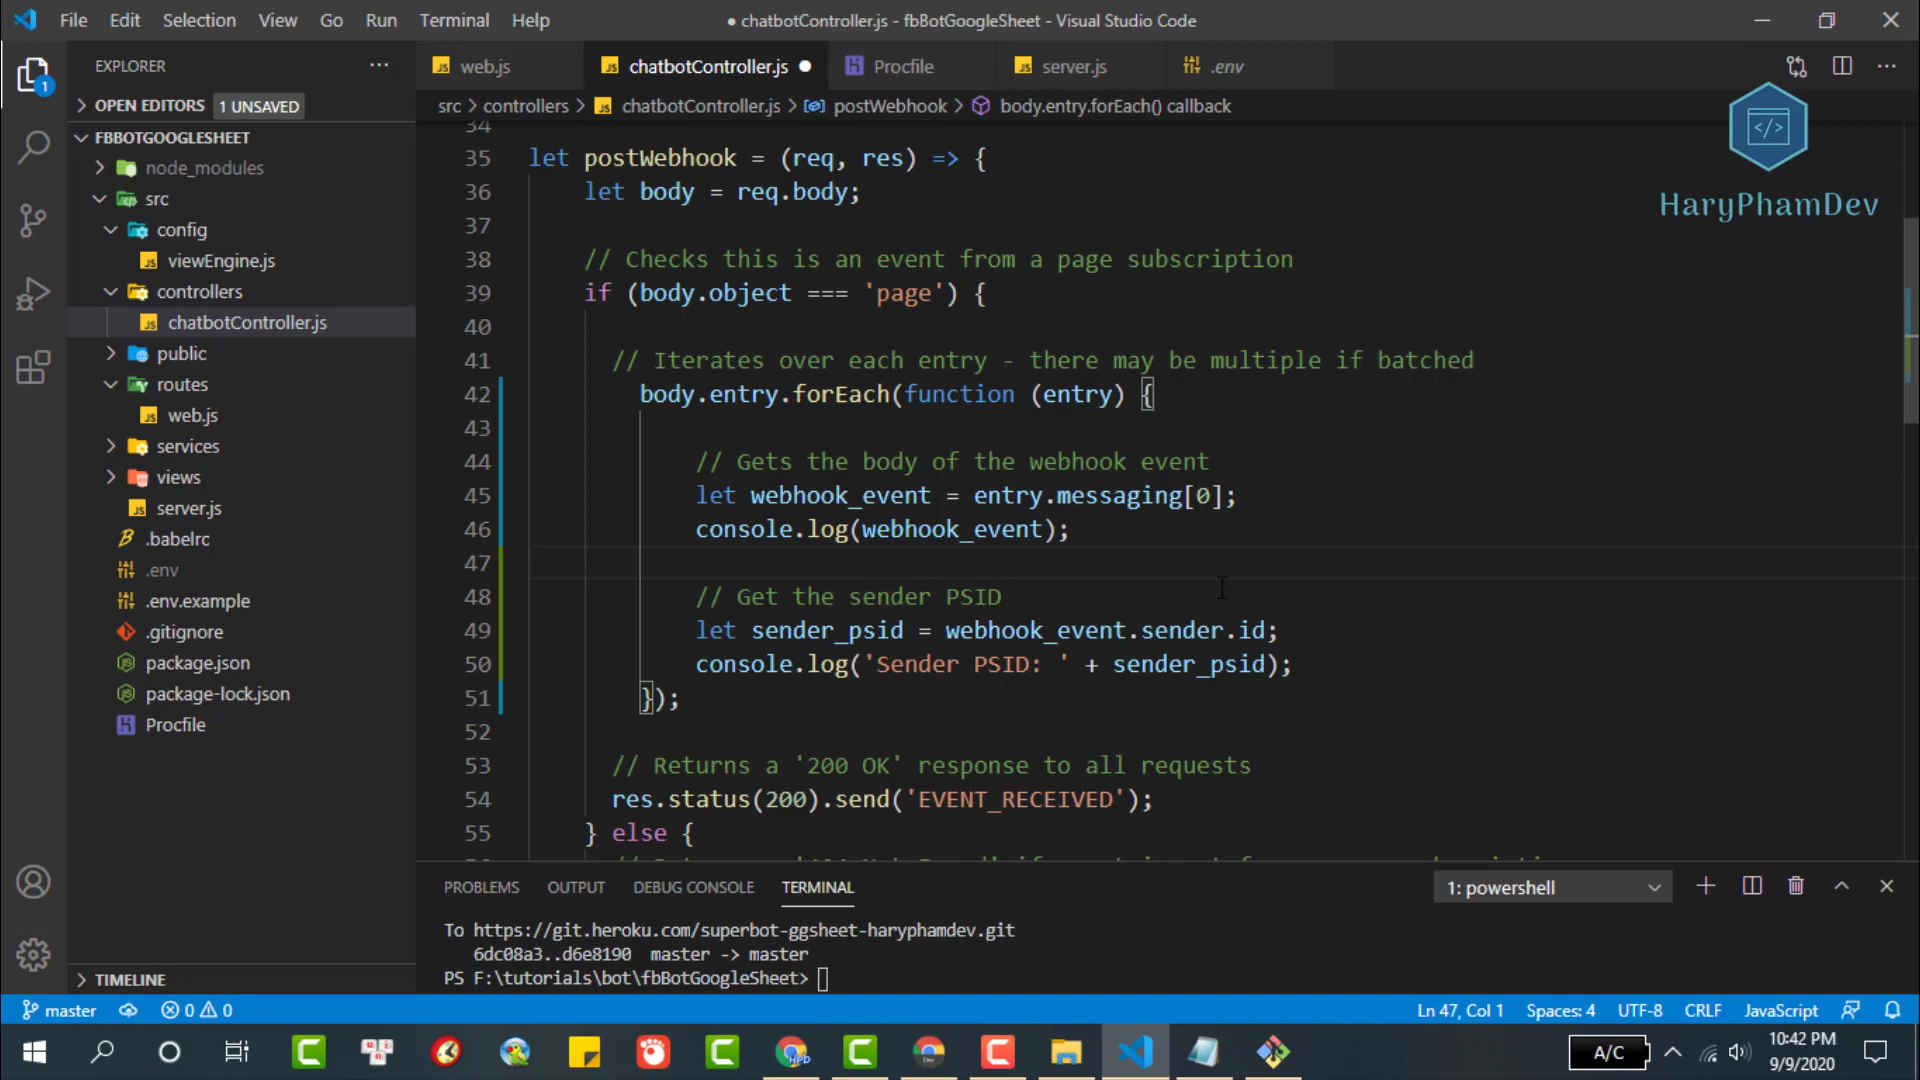 File Edit Selection View Go Run Terminal Help
● chatbotController.js - fbBotGoogleSheet - Visual Studio Code
EXPLORER
OPEN EDITORS 1 UNSAVED
FBBOTGOOGLESHEET
node_modules
src
config
viewEngine.js
controllers
chatbotController.js
public
routes
web.js
services
views
server.js
.babelrc
.env
.env.example
.gitignore
package.json
package-lock.json
Procfile
TIMELINE
web.js chatbotController.js ● Procfile server.js .env
src > controllers > chatbotController.js > postWebhook > body.entry.forEach() callback
HaryPhamDev
34
35 let postWebhook = (req, res) => {
36 let body = req.body;
37
38 // Checks this is an event from a page subscription
39 if (body.object === 'page') {
40
41 // Iterates over each entry - there may be multiple if batched
42 body.entry.forEach(function (entry) {
43
44 // Gets the body of the webhook event
45 let webhook_event = entry.messaging[0];
46 console.log(webhook_event);
47
48 // Get the sender PSID
49 let sender_psid = webhook_event.sender.id;
50 console.log('Sender PSID: ' + sender_psid);
51 });
52
53 // Returns a '200 OK' response to all requests
54 res.status(200).send('EVENT_RECEIVED');
55 } else {
PROBLEMS OUTPUT DEBUG CONSOLE TERMINAL 1: powershell
To https://git.heroku.com/superbot-ggsheet-haryphamdev.git
6dc08a3..d6e8190 master -> master
PS F:\tutorials\bot\fbBotGoogleSheet>
master 0 0 Ln 47, Col 1 Spaces: 4 UTF-8 CRLF JavaScript
A/C 10:42 PM
9/9/2020